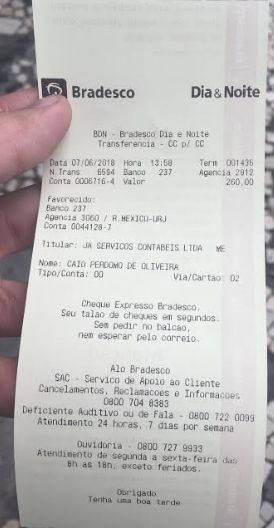 Bradesco Dia&Noite
BDN - Bradesco Dia e Noite
Transferencia - CC p/ CC
Data 07/06/2018 Hora 13:58 Term 001435
N.Trans 6594 Banco 237 Agencia 2912
Conta 0006716-4 Valor 260,00
Favorecido:
Banco 237
Agencia 3060 / R.MEXICO-URJ
Conta 0044128-7
Titular: JA SERVICOS CONTABEIS LTDA ME
Nome: CAIO PERDOMO DE OLIVEIRA
Tipo/Conta: 00 Via/Cartao: 02
Cheque Expresso Bradesco.
Seu talao de cheques em segundos.
Sem pedir no balcao,
nem esperar pelo correio.
Alo Bradesco
SAC - Servico de Apoio ao Cliente
Cancelamentos, Reclamacoes e Informacoes
0800 704 8383
Deficiente Auditivo ou de Fala - 0800 722 0099
Atendimento 24 horas, 7 dias por semana
Ouvidoria - 0800 727 9933
Atendimento de segunda a sexta-feira das
8h as 18h, exceto feriados.
Obrigado
Tenha uma boa tarde